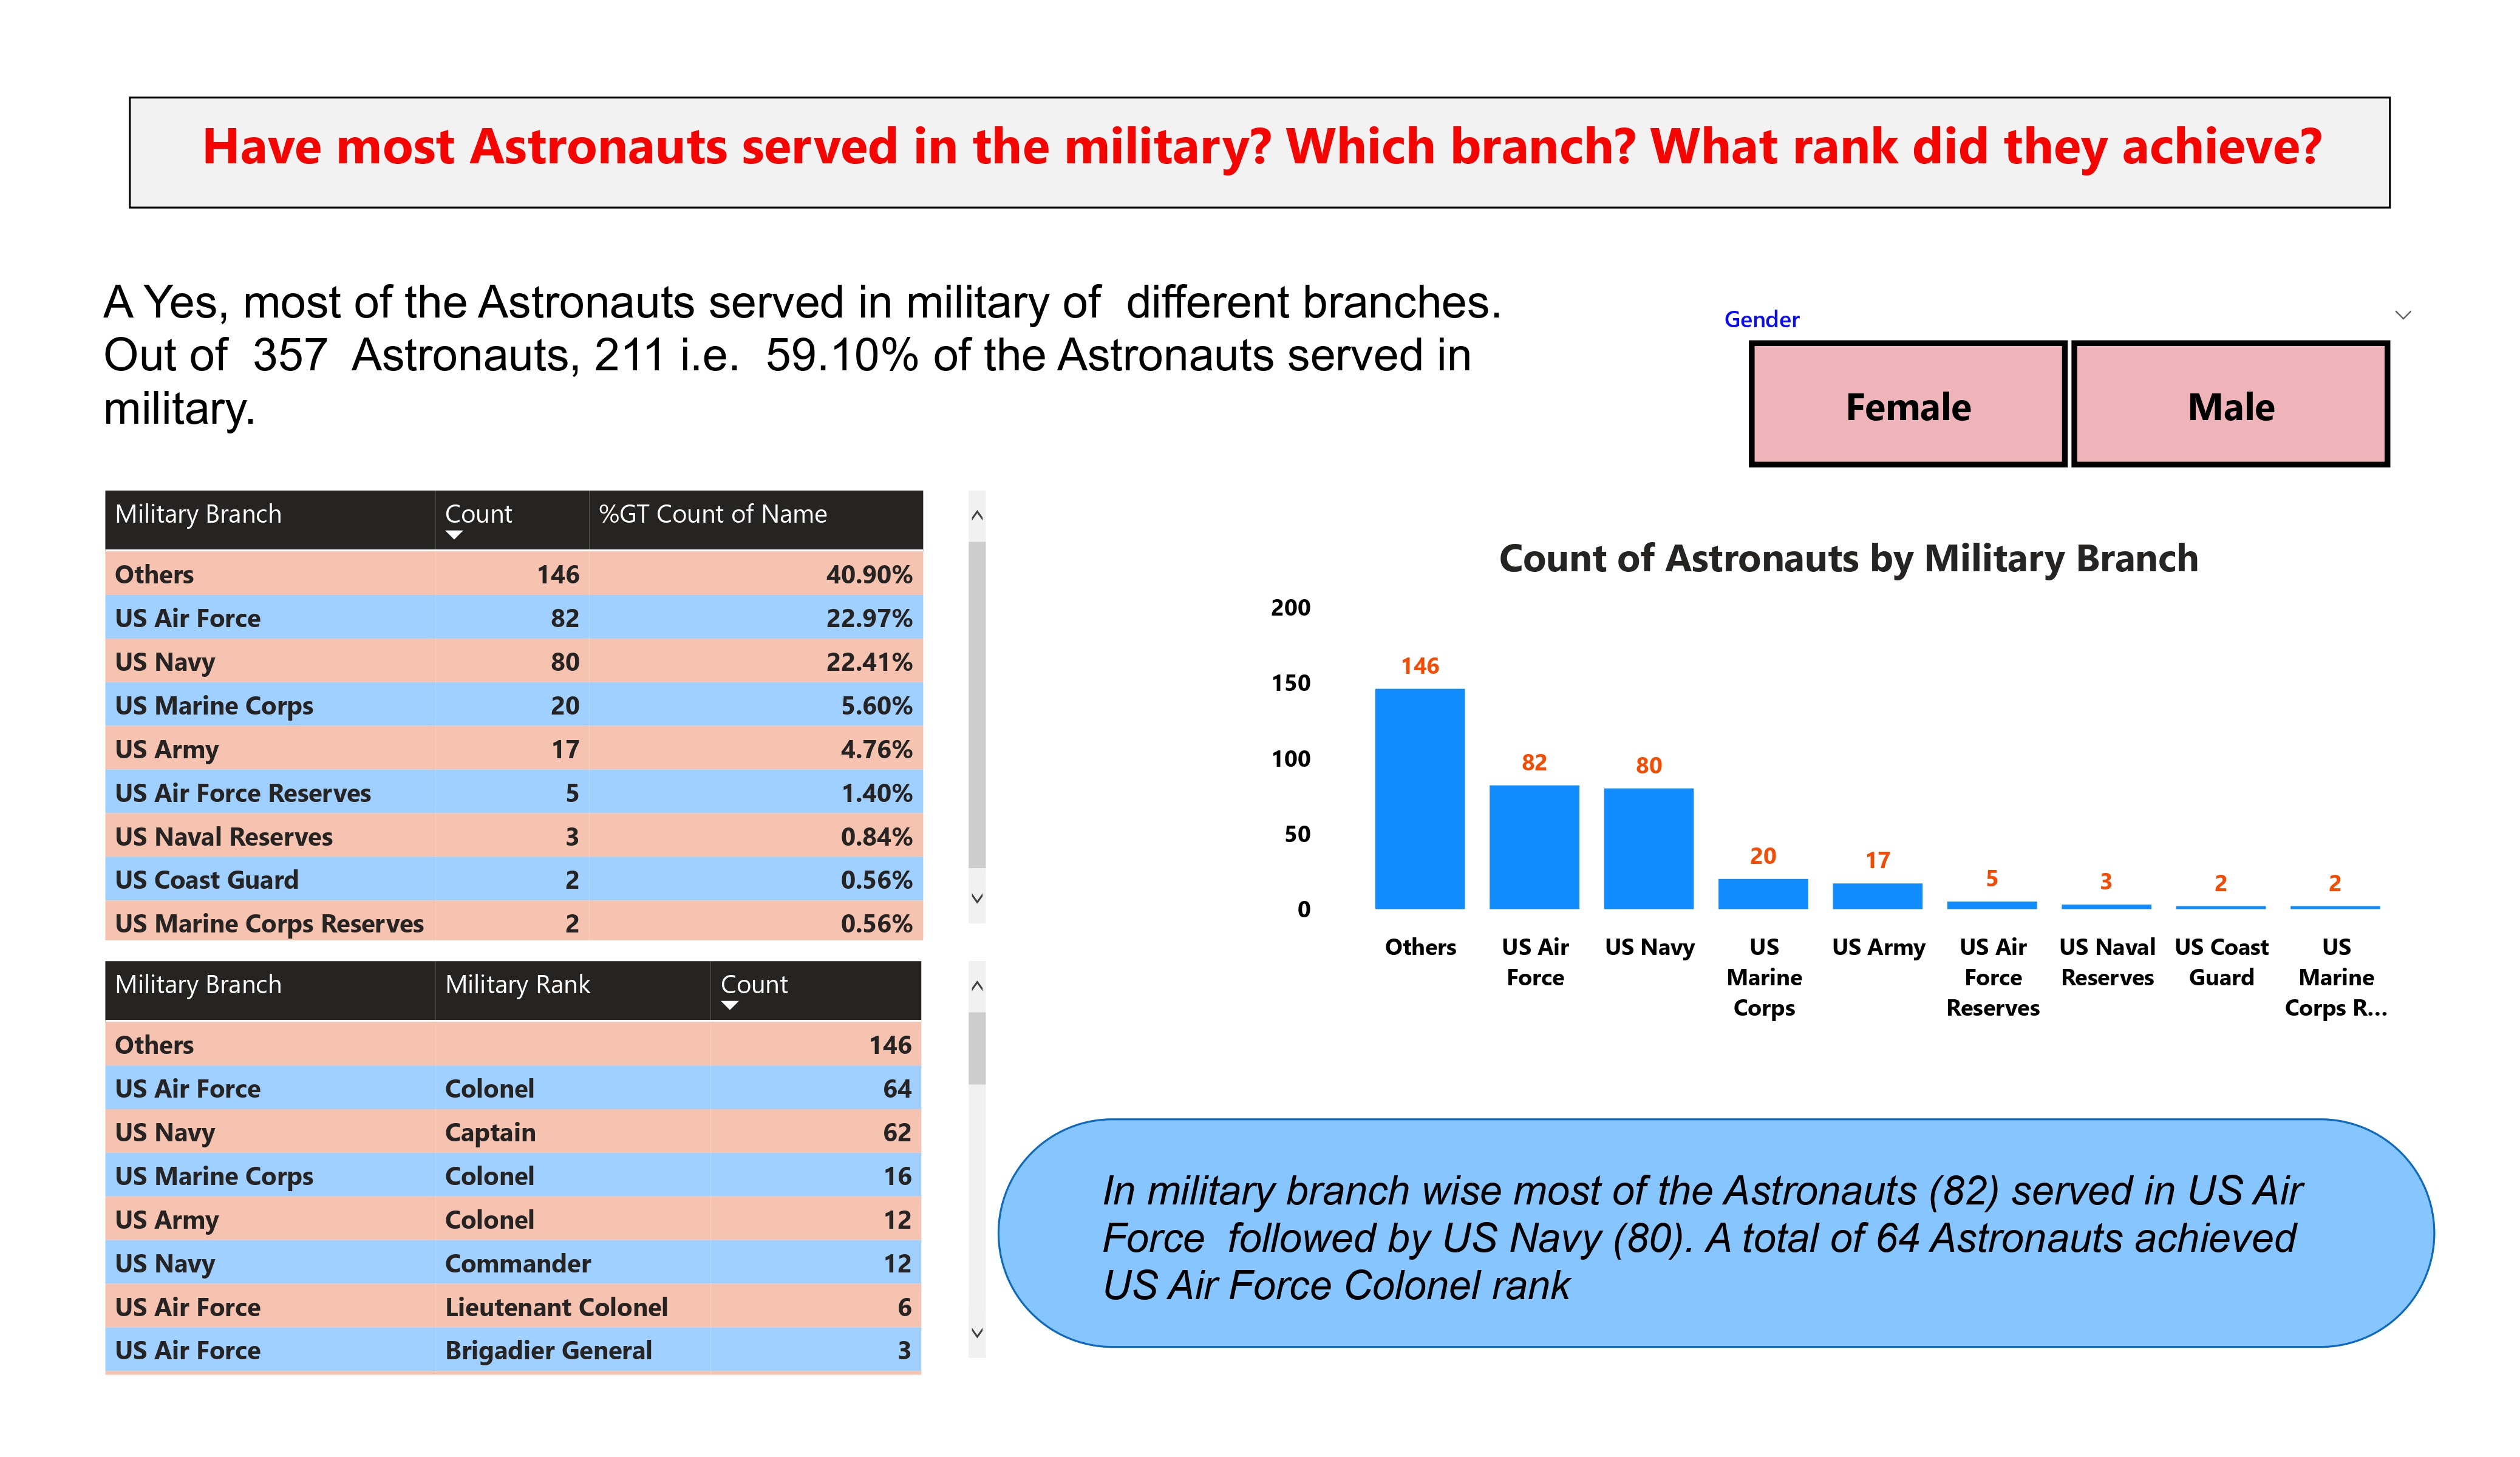 Have most Astronauts served in the military? Which branch? What rank did they achieve?
A Yes, most of the Astronauts served in military of  different branches.
Out of  357  Astronauts, 211 i.e.  59.10% of the Astronauts served in
military.
Gender
Female Male
Military Branch Count %GT Count of Name
Others 146 40.90%
US Air Force 82 22.97%
US Navy 80 22.41%
US Marine Corps 20 5.60%
US Army 17 4.76%
US Air Force Reserves 5 1.40%
US Naval Reserves 3 0.84%
US Coast Guard 2 0.56%
US Marine Corps Reserves 2 0.56%
Military Branch Military Rank Count
Others 146
US Air Force Colonel 64
US Navy Captain 62
US Marine Corps Colonel 16
US Army Colonel 12
US Navy Commander 12
US Air Force Lieutenant Colonel 6
US Air Force Brigadier General 3
Count of Astronauts by Military Branch
200
150
100
50
0
146 82 80 20 17 5 3 2 2
Others US Air US Navy US US Army US Air US Naval US Coast US
Force Marine Force Reserves Guard Marine
Corps Reserves Corps R...
In military branch wise most of the Astronauts (82) served in US Air
Force  followed by US Navy (80). A total of 64 Astronauts achieved
US Air Force Colonel rank